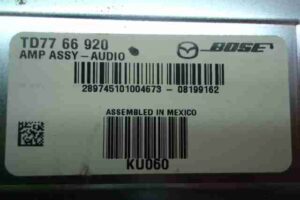 TD77 66 920
BOSE
AMP ASSY-AUDIO
289745101004673 - 08199162
ASSEMBLED IN MEXICO
KU060